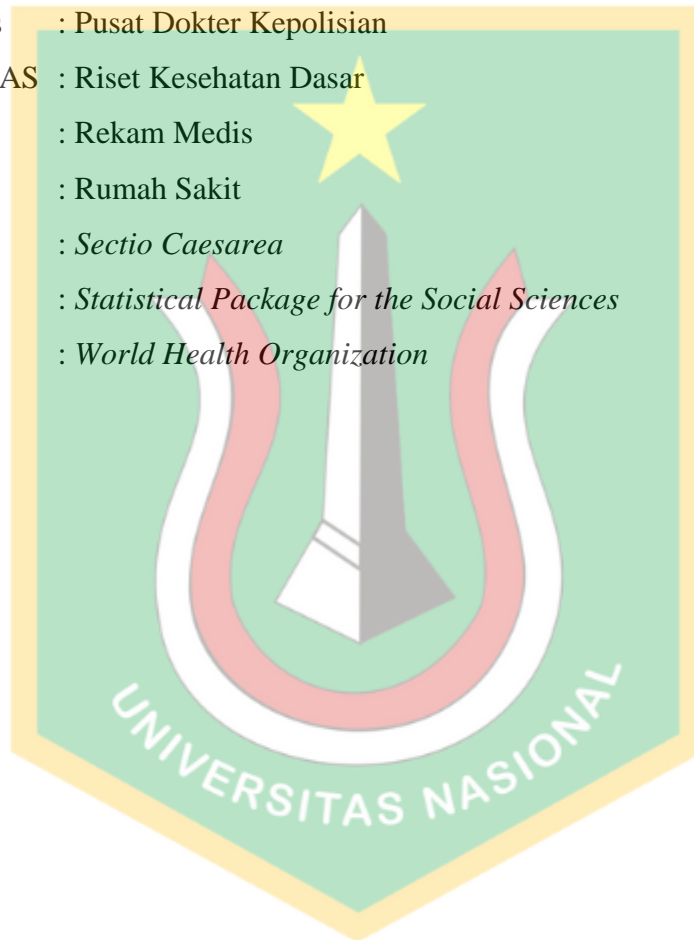 s : Pusat Dokter Kepolisian
AS : Riset Kesehatan Dasar
: Rekam Medis
: Rumah Sakit
: Sectio Caesarea
: Statistical Package for the Social Sciences
: World Health Organization
UNIVERSITAS NASIONAL